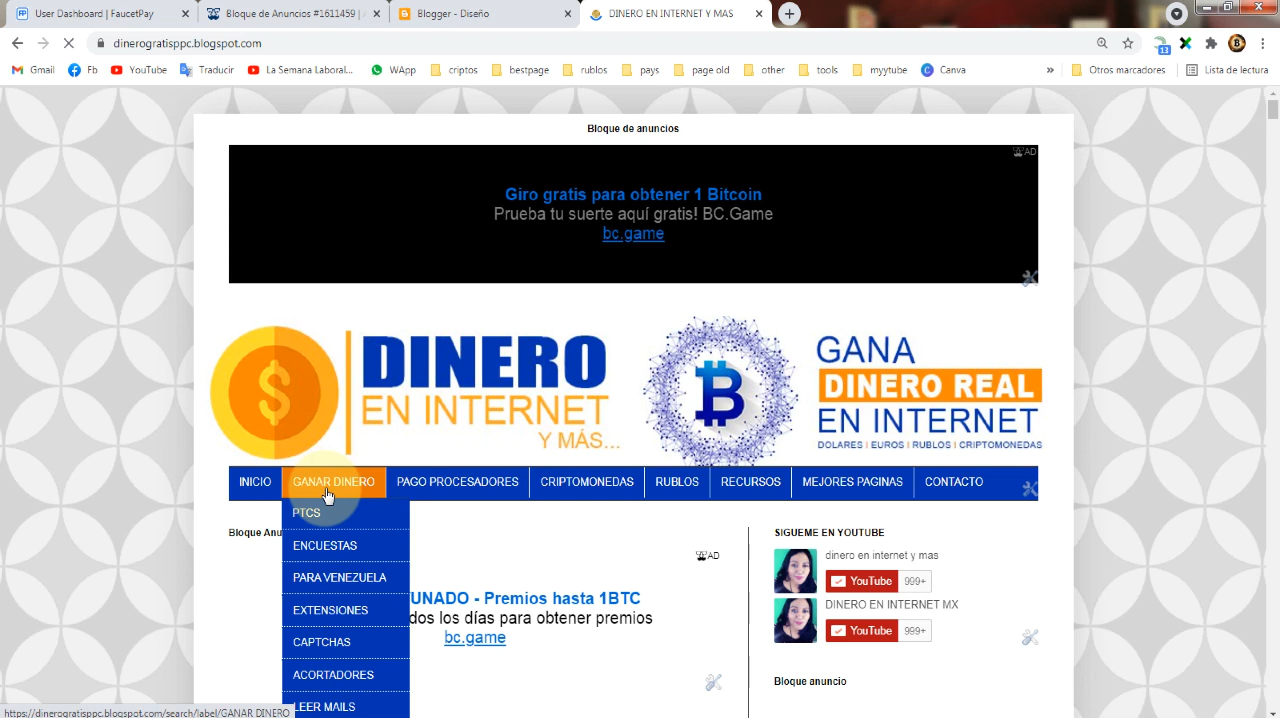 User Dashboard | FaucetPay
Bloque de Anuncios #1611459 |
Blogger - Diseño
DINERO EN INTERNET Y MAS
dinerogratisppc.blogspot.com
13
Gmail
Fb
YouTube
Traducir
La Semana Laboral...
WApp
criptos
bestpage
rublos
pays
page old
other
tools
myytube
Canva
»
Otros marcadores
Lista de lectura
Bloque de anuncios
AD
Giro gratis para obtener 1 Bitcoin
Prueba tu suerte aquí gratis! BC.Game
bc.game
DINERO
EN INTERNET
Y MÁS...
GANA
DINERO REAL
EN INTERNET
DOLARES | EUROS | RUBLOS | CRIPTOMONEDAS
INICIO
GANAR DINERO
PAGO PROCESADORES
CRIPTOMONEDAS
RUBLOS
RECURSOS
MEJORES PAGINAS
CONTACTO
PTCS
ENCUESTAS
PARA VENEZUELA
EXTENSIONES
CAPTCHAS
ACORTADORES
LEER MAILS
Bloque Anu
AD
UNADO - Premios hasta 1BTC
dos los días para obtener premios
bc.game
SIGUEME EN YOUTUBE
dinero en internet y mas
YouTube 999+
DINERO EN INTERNET MX
YouTube 999+
Bloque anuncio
https://dinerogratisppc.blogspot.com/search/label/GANAR DINERO